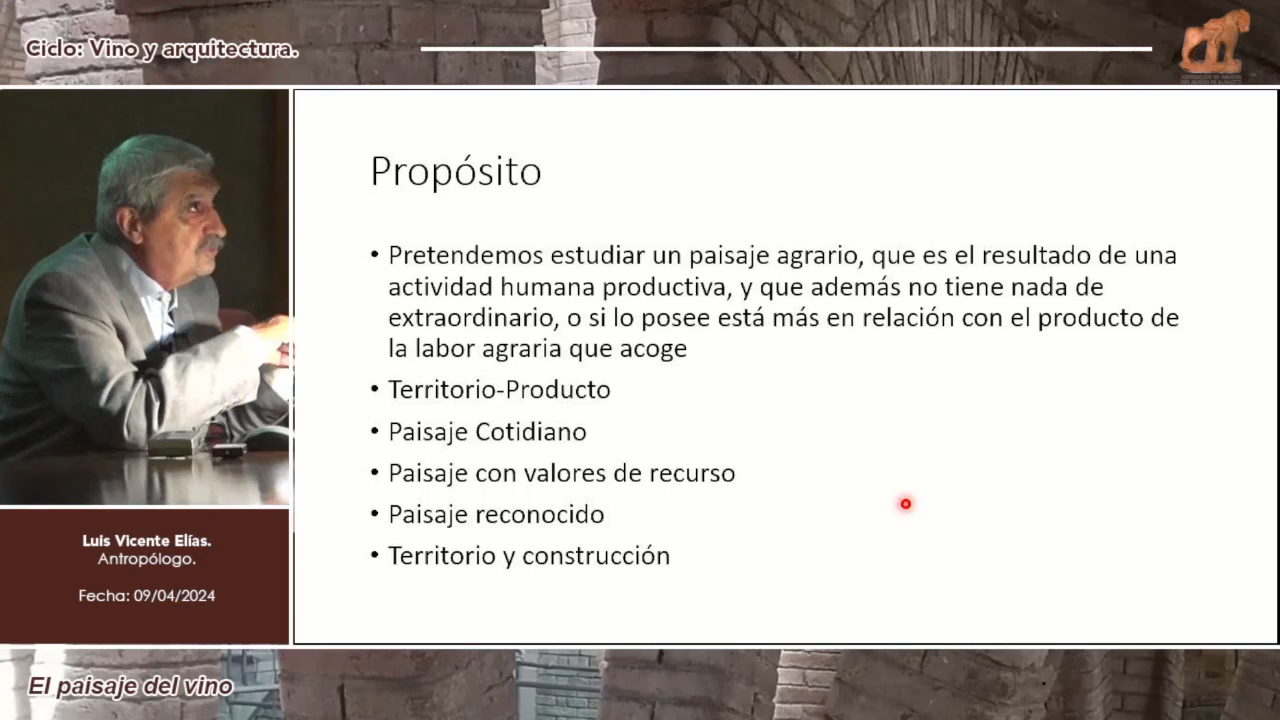 Ciclo: Vino y arquitectura.
Propósito
• Pretendemos estudiar un paisaje agrario, que es el resultado de una
actividad humana productiva, y que además no tiene nada de
extraordinario, o si lo posee está más en relación con el producto de
la labor agraria que acoge
• Territorio-Producto
• Paisaje Cotidiano
• Paisaje con valores de recurso
• Paisaje reconocido
• Territorio y construcción
Luis Vicente Elías.
Antropólogo.
Fecha: 09/04/2024
El paisaje del vino